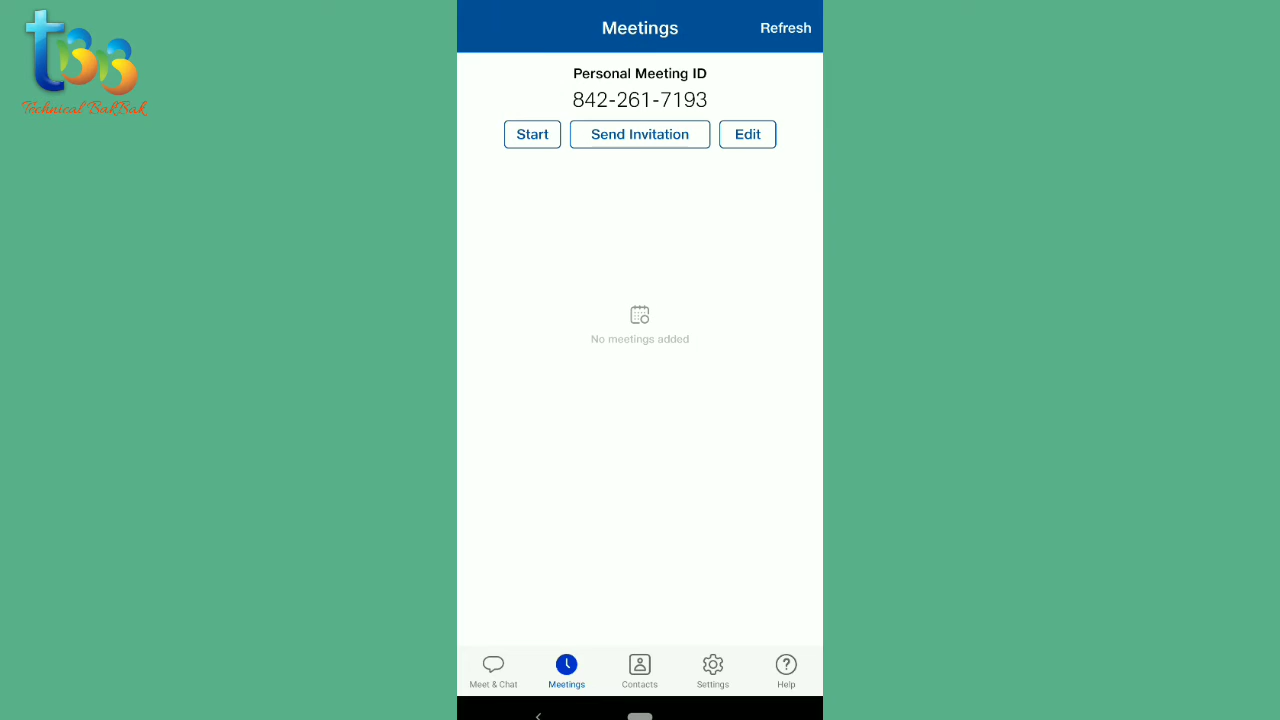 tBB
Technical BakBak
Meetings
Refresh
Personal Meeting ID
842-261-7193
Start
Send Invitation
Edit
No meetings added
Meet & Chat
Meetings
Contacts
Settings
Help